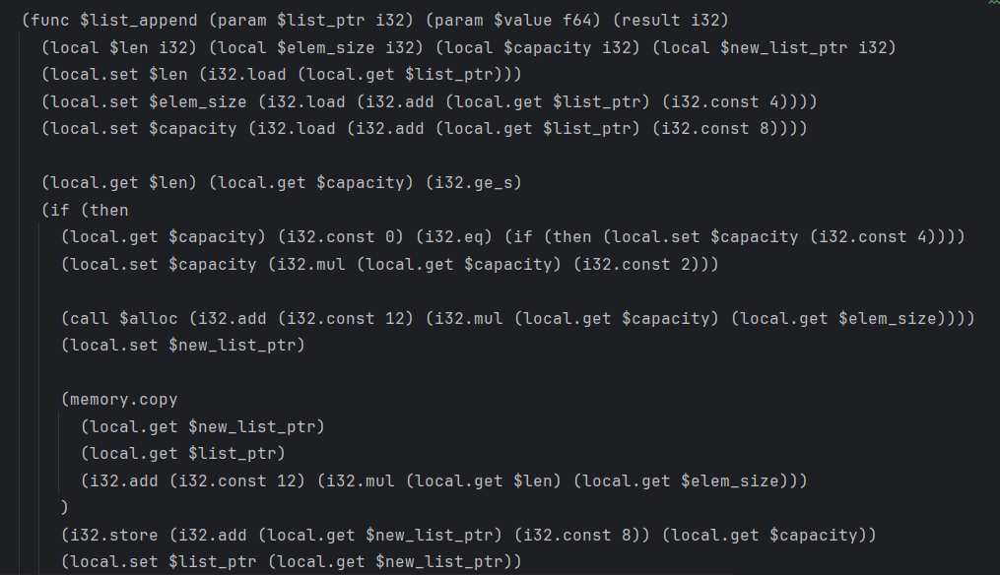 (func $list_append (param $list_ptr i32) (param $value f64) (result i32)
(local $len i32) (local $elem_size i32) (local $capacity i32) (local $new_list_ptr i32)
(local.set $len (i32.load (local.get $list_ptr)))
(local.set $elem_size (i32.load (i32.add (local.get $list_ptr) (i32.const 4))))
(local.set $capacity (i32.load (i32.add (local.get $list_ptr) (i32.const 8))))
(local.get $len) (local.get $capacity) (i32.ge_s)
(if (then
(local.get $capacity) (i32.const 0) (i32.eq) (if (then (local.set $capacity (i32.const 4))))
(local.set $capacity (i32.mul (local.get $capacity) (i32.const 2)))
(call $alloc (i32.add (i32.const 12) (i32.mul (local.get $capacity) (local.get $elem_size))))
(local.set $new_list_ptr)
(memory.copy
(local.get $new_list_ptr)
(local.get $list_ptr)
(i32.add (i32.const 12) (i32.mul (local.get $len) (local.get $elem_size)))
)
(i32.store (i32.add (local.get $new_list_ptr) (i32.const 8)) (local.get $capacity))
(local.set $list_ptr (local.get $new_list_ptr))